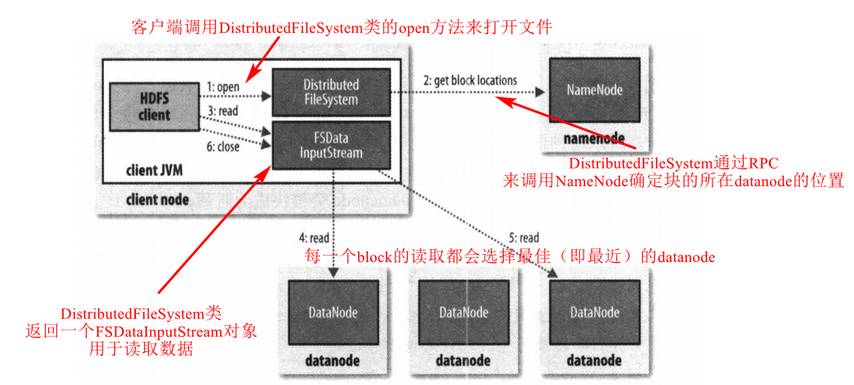 客户端调用DistributedFileSystem类的open方法来打开文件
1: open
Distributed
FileSystem
2: get block locations
NameNode
HDFS
client
3: read
FSData
InputStream
6: close
namenode
client JVM
client node
DistributedFileSystem通过RPC
来调用NameNode确定块的所在datanode的位置
4: read
5: read
每一个block的读取都会选择最佳（即最近）的datanode
DistributedFileSystem类
返回一个FSDataInputStream对象
用于读取数据
DataNode
DataNode
DataNode
datanode
datanode
datanode